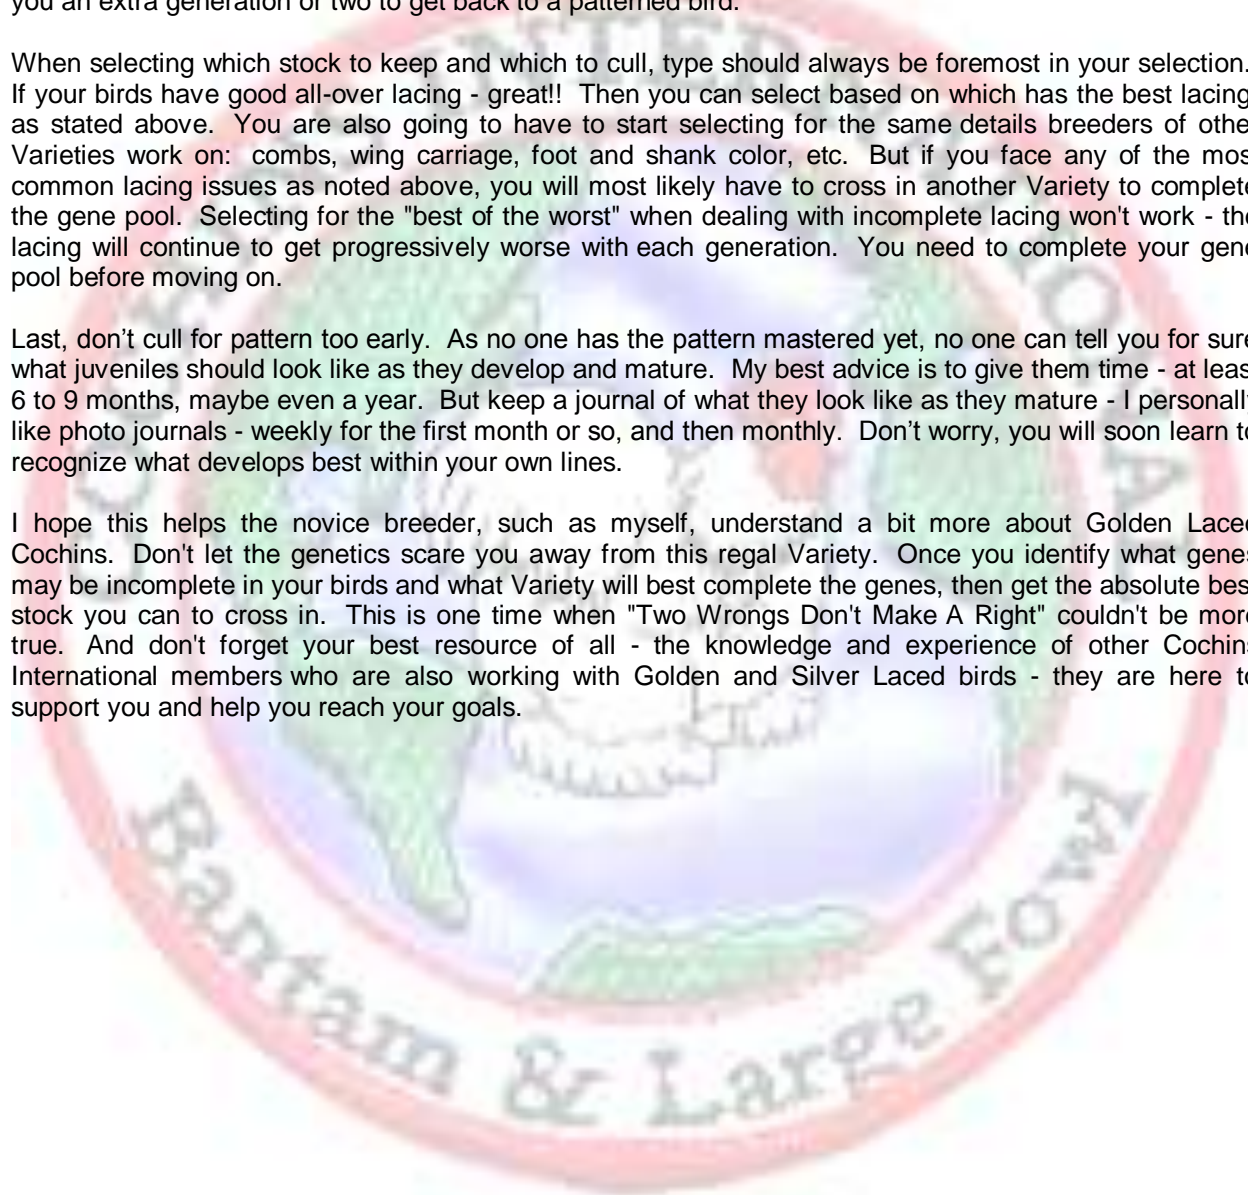 you an extra generation or two to get back to a patterned bird.
When selecting which stock to keep and which to cull, type should always be foremost in your selection.
If your birds have good all-over lacing - great!! Then you can select based on which has the best lacing
as stated above. You are also going to have to start selecting for the same details breeders of othe
Varieties work on: combs, wing carriage, foot and shank color, etc. But if you face any of the mos
common lacing issues as noted above, you will most likely have to cross in another Variety to complete
the gene pool. Selecting for the "best of the worst" when dealing with incomplete lacing won't work - the
lacing will continue to get progressively worse with each generation. You need to complete your gene
pool before moving on.
Last, don’t cull for pattern too early. As no one has the pattern mastered yet, no one can tell you for sure
what juveniles should look like as they develop and mature. My best advice is to give them time - at leas
6 to 9 months, maybe even a year. But keep a journal of what they look like as they mature - I personall
like photo journals - weekly for the first month or so, and then monthly. Don’t worry, you will soon learn to
recognize what develops best within your own lines.
I hope this helps the novice breeder, such as myself, understand a bit more about Golden Laced
Cochins. Don't let the genetics scare you away from this regal Variety. Once you identify what genes
may be incomplete in your birds and what Variety will best complete the genes, then get the absolute bes
stock you can to cross in. This is one time when "Two Wrongs Don't Make A Right" couldn't be more
true. And don't forget your best resource of all - the knowledge and experience of other Cochins
International members who are also working with Golden and Silver Laced birds - they are here to
support you and help you reach your goals.
COCHINS INTERNATIONAL
Bantam & Large Fowl